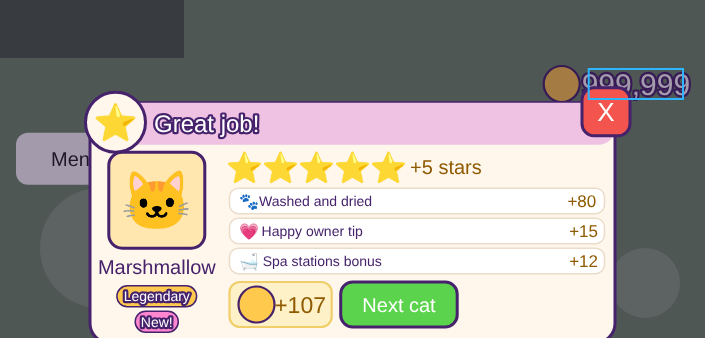 999,999
X
Great job!
Men
+5 stars
Washed and dried +80
Happy owner tip +15
Spa stations bonus +12
Marshmallow
Legendary
New!
+107
Next cat